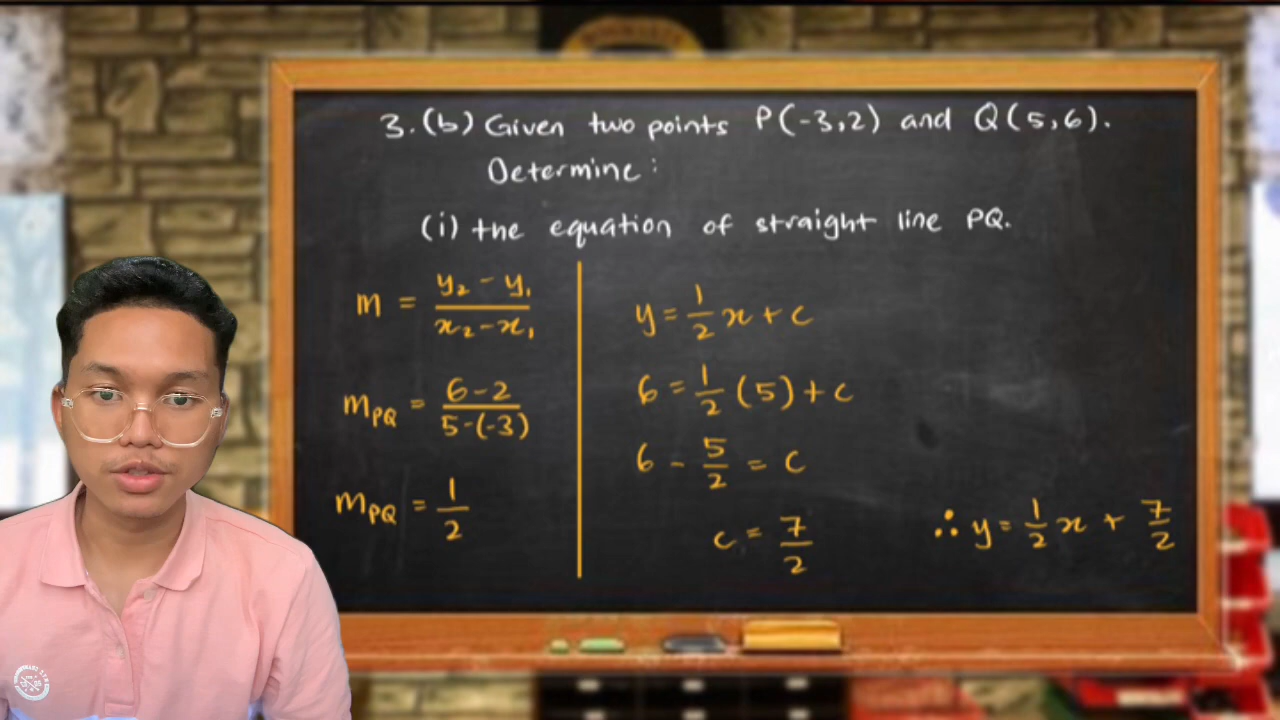 3.(b) Given two points P(-3,2) and Q(5,6).
Determine:
(i) the equation of straight line PQ.
m = (y₂ - y₁)/(x₂ - x₁)
m_PQ = (6-2)/(5-(-3))
m_PQ = 1/2
y = 1/2 x + c
6 = 1/2 (5) + c
6 - 5/2 = c
c = 7/2
∴ y = 1/2 x + 7/2